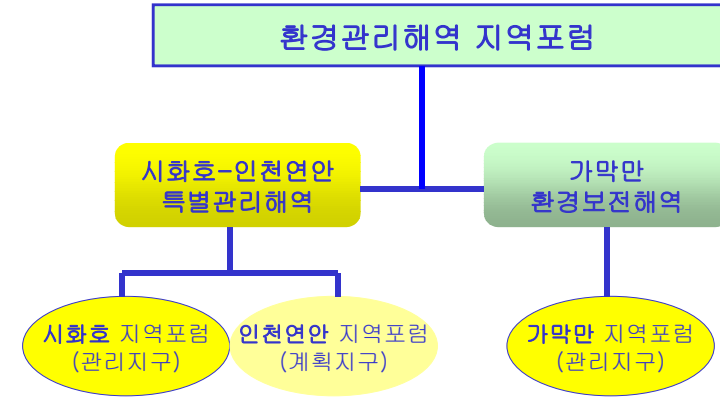 환경관리해역 지역포럼
시화호-인천연안
특별관리해역
가막만
환경보전해역
시화호 지역포럼
(관리지구)
인천연안 지역포럼
(계획지구)
가막만 지역포럼
(관리지구)